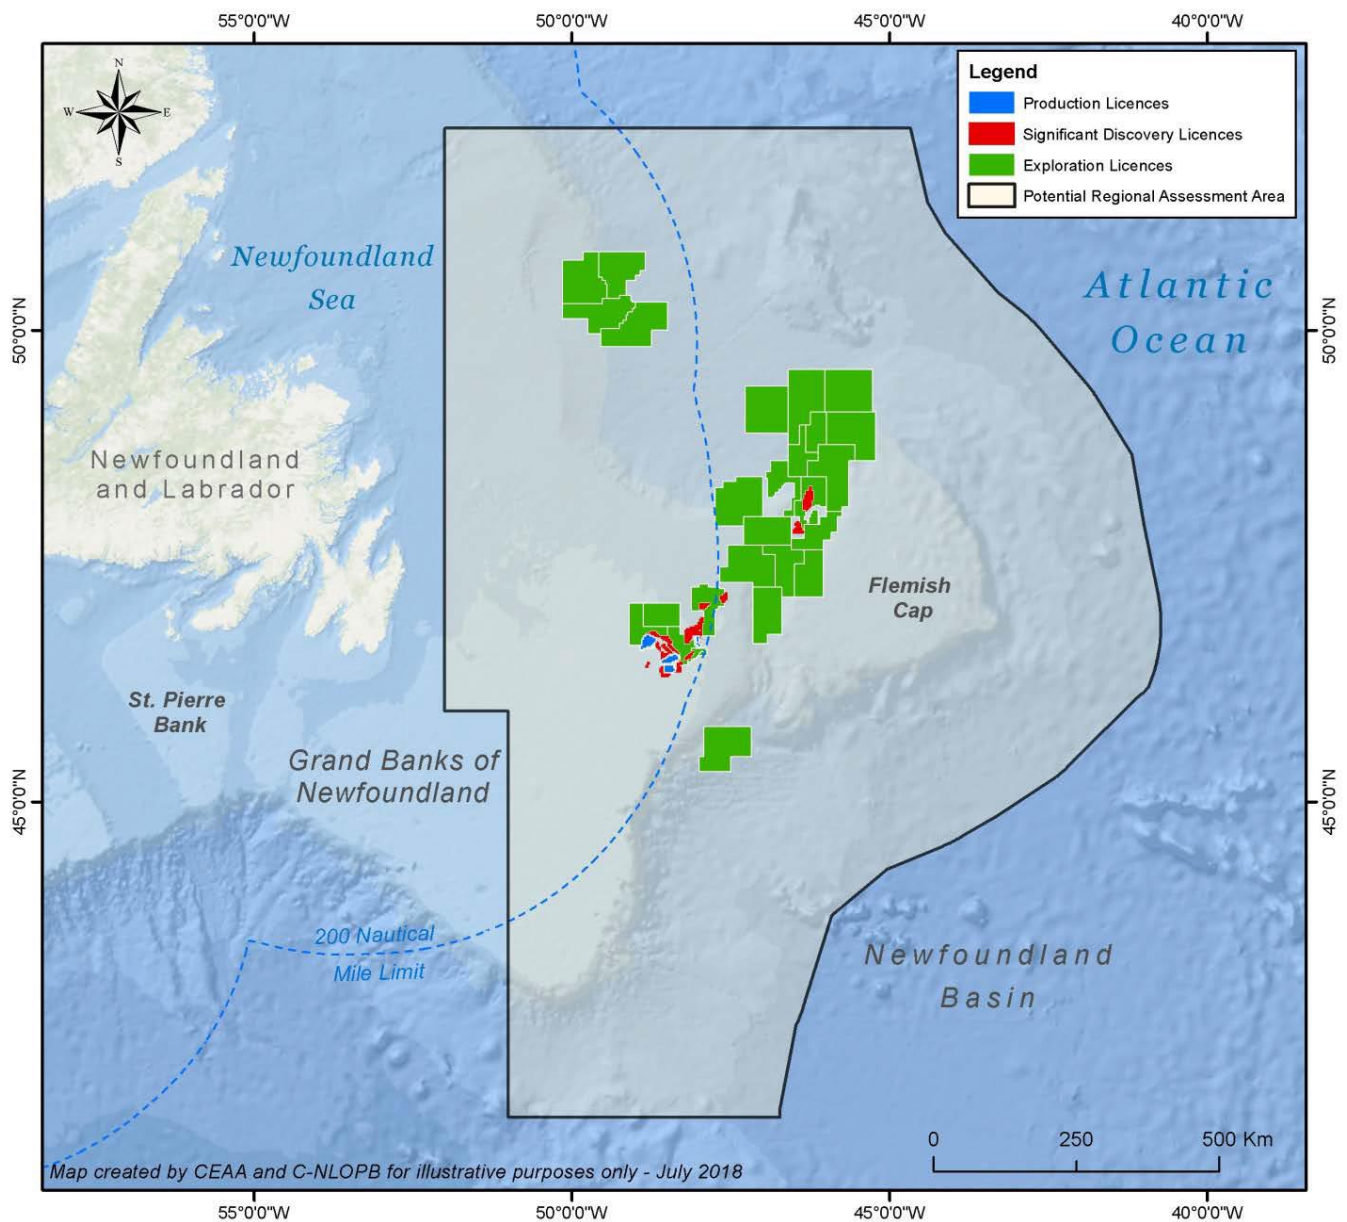 55°0'0"W
50°0'0"W
45°0'0"W
40°0'0"W
N
W
E
S
Legend
Production Licences
Significant Discovery Licences
Exploration Licences
Potential Regional Assessment Area
Newfoundland
Sea
Atlantic
Ocean
50°0'0"N
50°0'0"N
Newfoundland
and Labrador
Flemish
Cap
St. Pierre
Bank
Grand Banks of
Newfoundland
45°0'0"N
45°0'0"N
200 Nautical
Mile Limit
Newfoundland
Basin
0
250
500 Km
Map created by CEAA and C-NLOPB for illustrative purposes only - July 2018
55°0'0"W
50°0'0"W
45°0'0"W
40°0'0"W